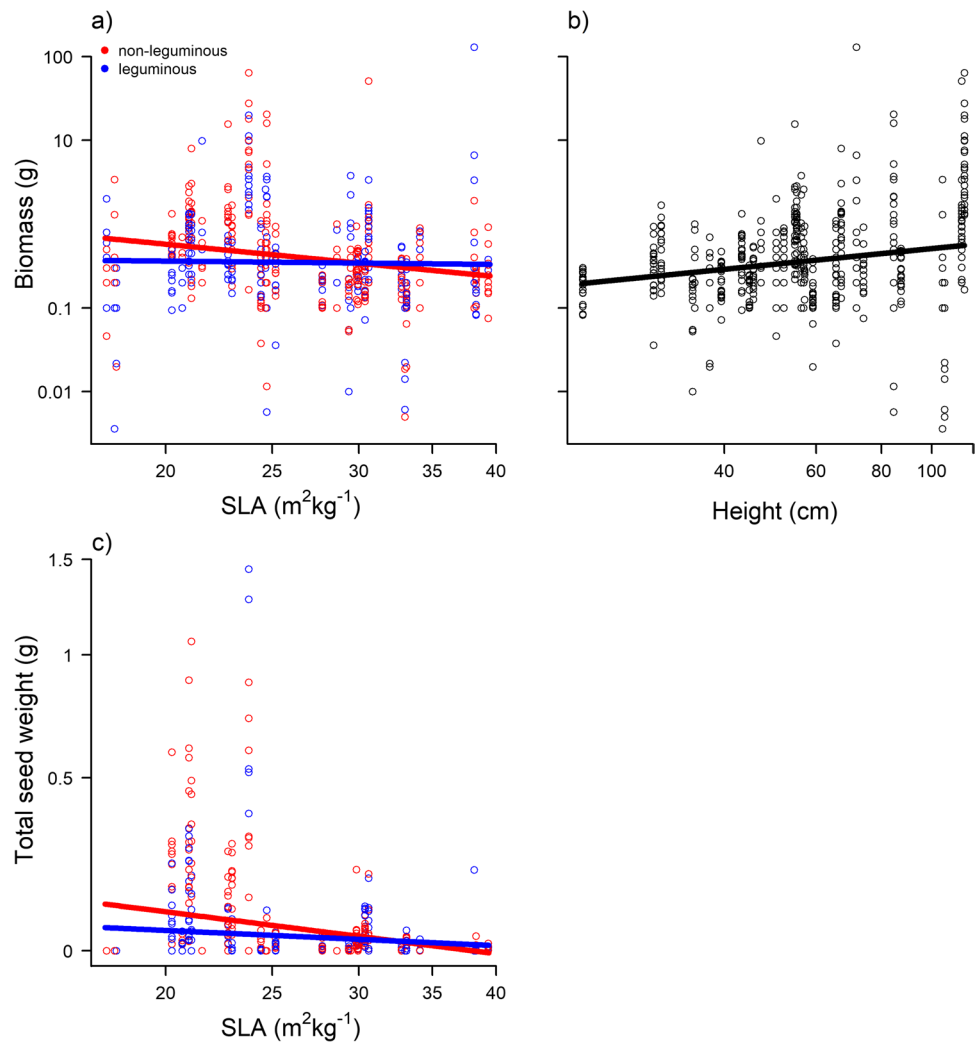 a)
non-leguminous
leguminous
Biomass (g)
100
10
1
0.1
0.01
20 25 30 35 40
SLA (m²kg⁻¹)
b)
40 60 80 100
Height (cm)
c)
Total seed weight (g)
1.5
1
0.5
0
20 25 30 35 40
SLA (m²kg⁻¹)